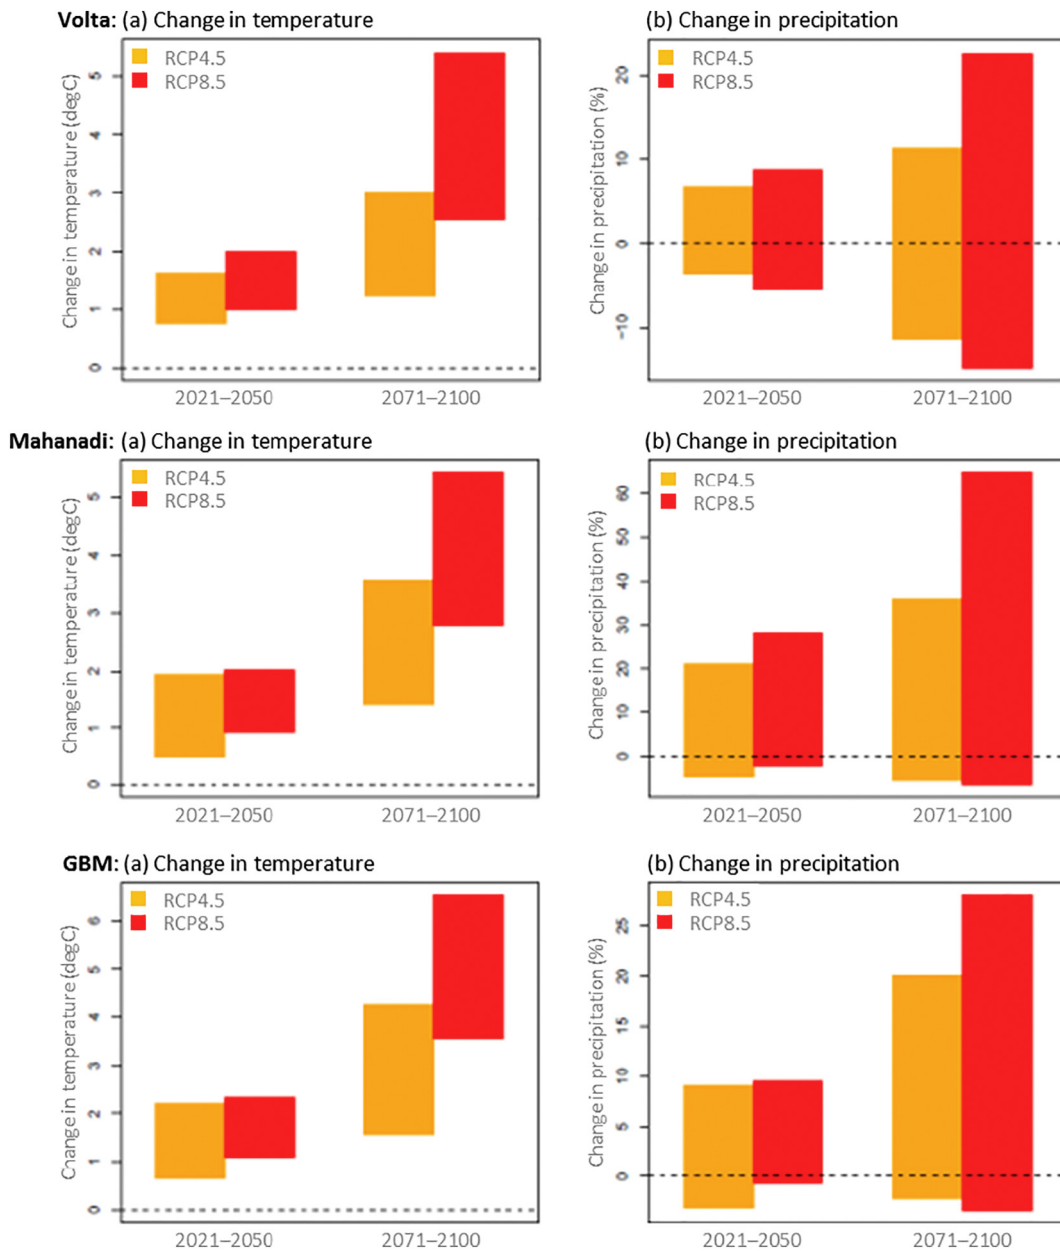 Volta: (a) Change in temperature
(b) Change in precipitation
Change in temperature (degC)
0 1 2 3 4 5
RCP4.5
RCP8.5
2021–2050
2071–2100
Change in precipitation (%)
-10 0 10 20
RCP4.5
RCP8.5
2021–2050
2071–2100
Mahanadi: (a) Change in temperature
(b) Change in precipitation
Change in temperature (degC)
0 1 2 3 4 5
RCP4.5
RCP8.5
2021–2050
2071–2100
Change in precipitation (%)
0 10 20 30 40 50 60
RCP4.5
RCP8.5
2021–2050
2071–2100
GBM: (a) Change in temperature
(b) Change in precipitation
Change in temperature (degC)
0 1 2 3 4 5 6
RCP4.5
RCP8.5
2021–2050
2071–2100
Change in precipitation (%)
0 5 10 15 20 25
RCP4.5
RCP8.5
2021–2050
2071–2100